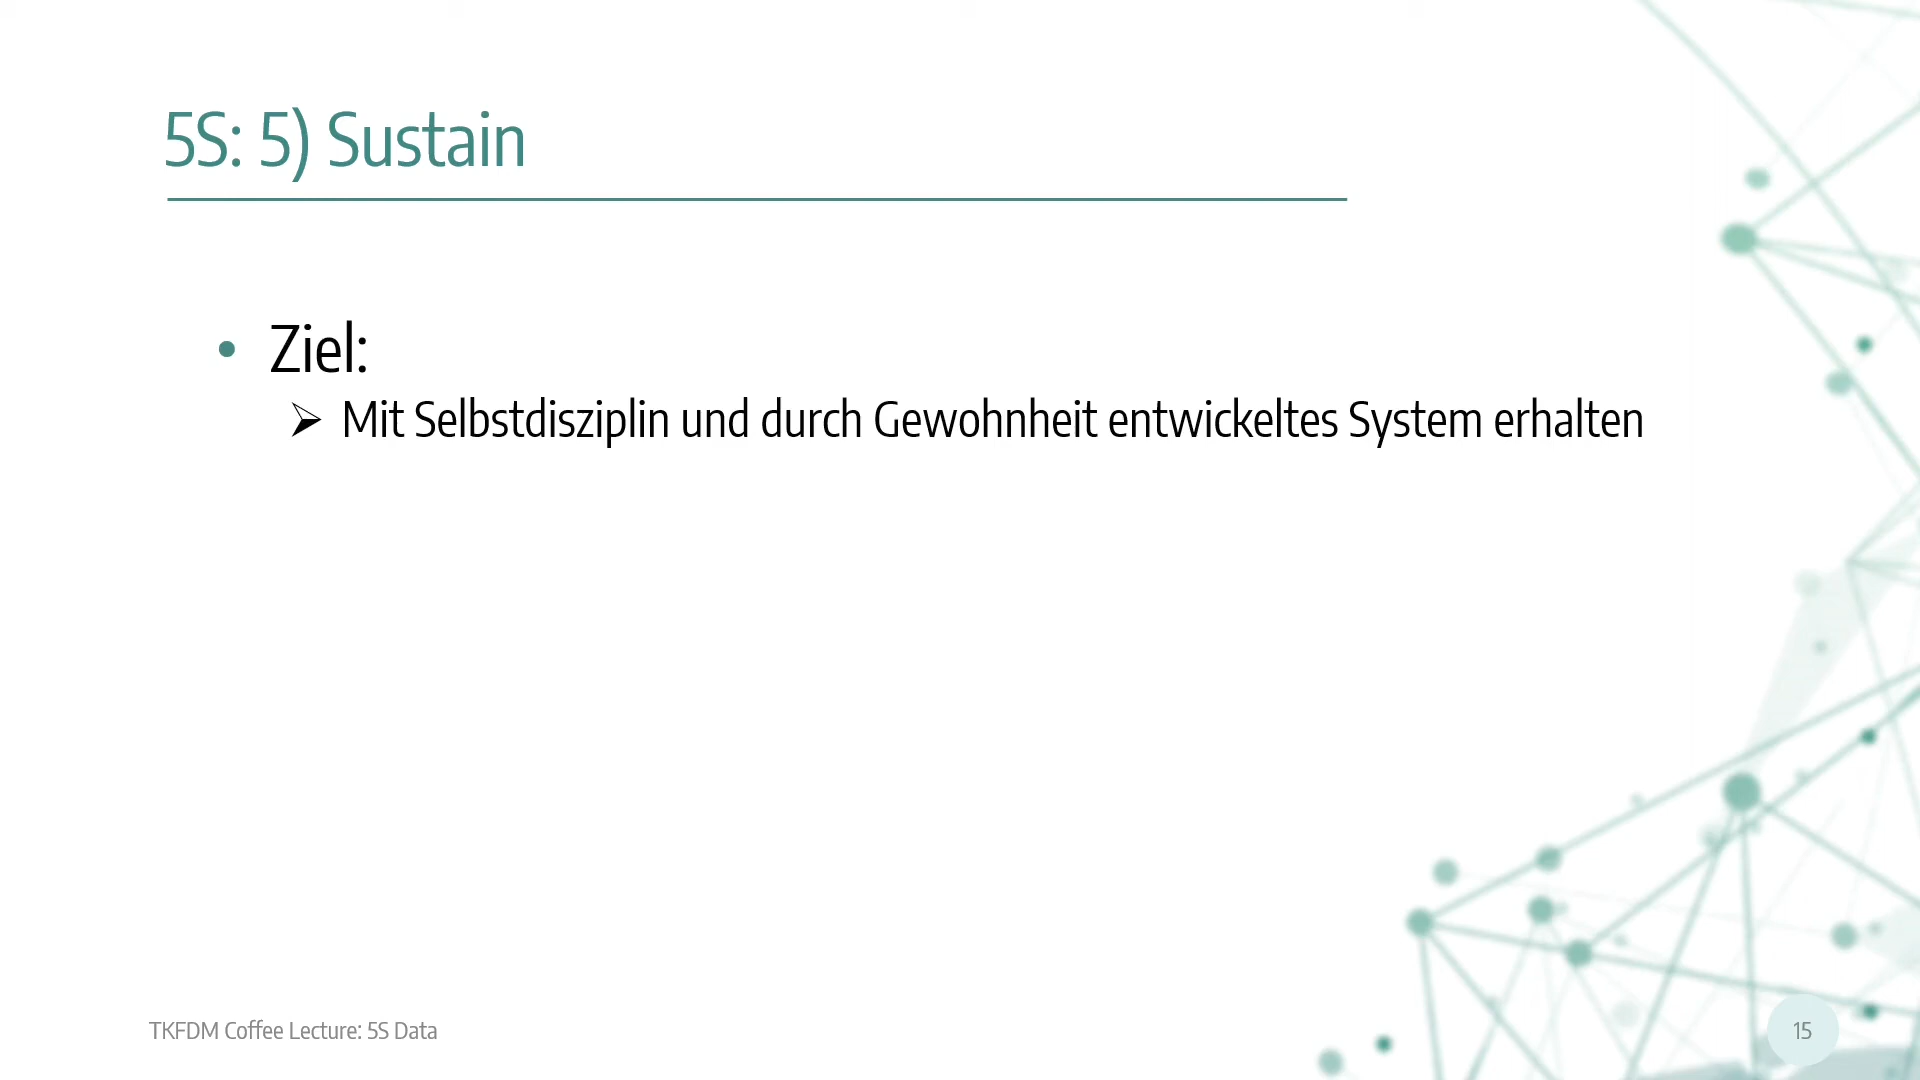 5S: 5) Sustain
• Ziel:
➢ Mit Selbstdisziplin und durch Gewohnheit entwickeltes System erhalten
TKFDM Coffee Lecture: 5S Data
15